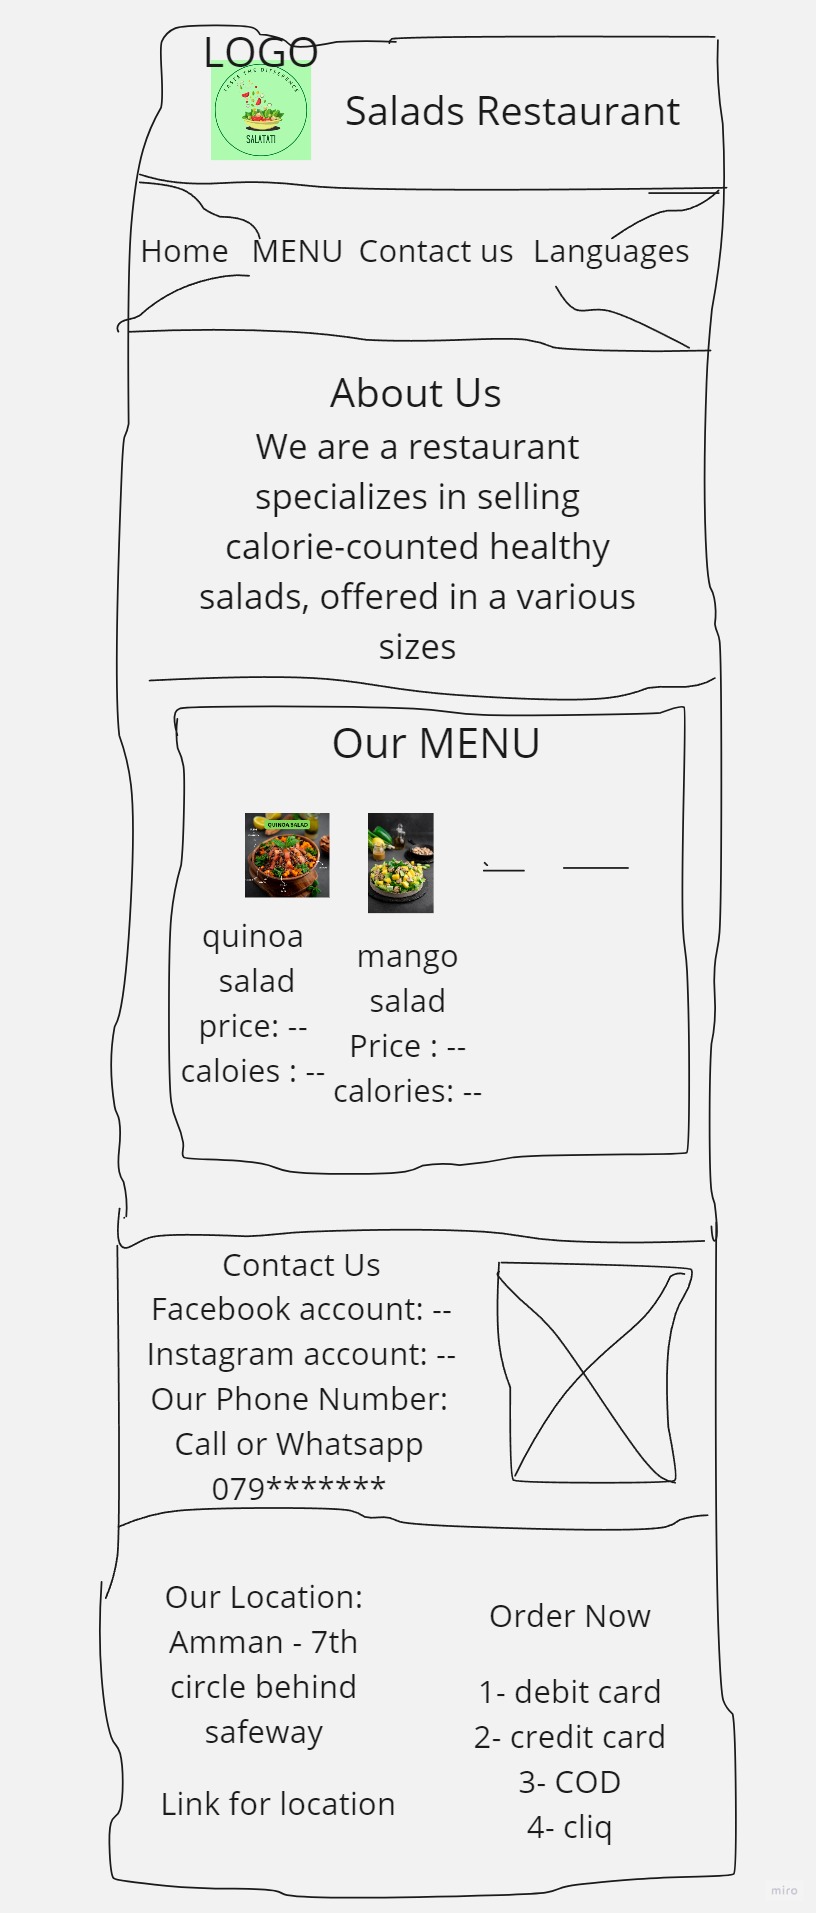 LOGO
TASTE THE DIFFERENCE
SALATATI
Salads Restaurant
Home MENU Contact us Languages
About Us
We are a restaurant
specializes in selling
calorie-counted healthy
salads, offered in a various
sizes
Our MENU
QUINOA SALAD
quinoa
salad
price: --
caloies : --
mango
salad
Price : --
calories: --
Contact Us
Facebook account: --
Instagram account: --
Our Phone Number:
Call or Whatsapp
079*******
Our Location:
Amman - 7th
circle behind
safeway
Link for location
Order Now
1- debit card
2- credit card
3- COD
4- cliq
miro